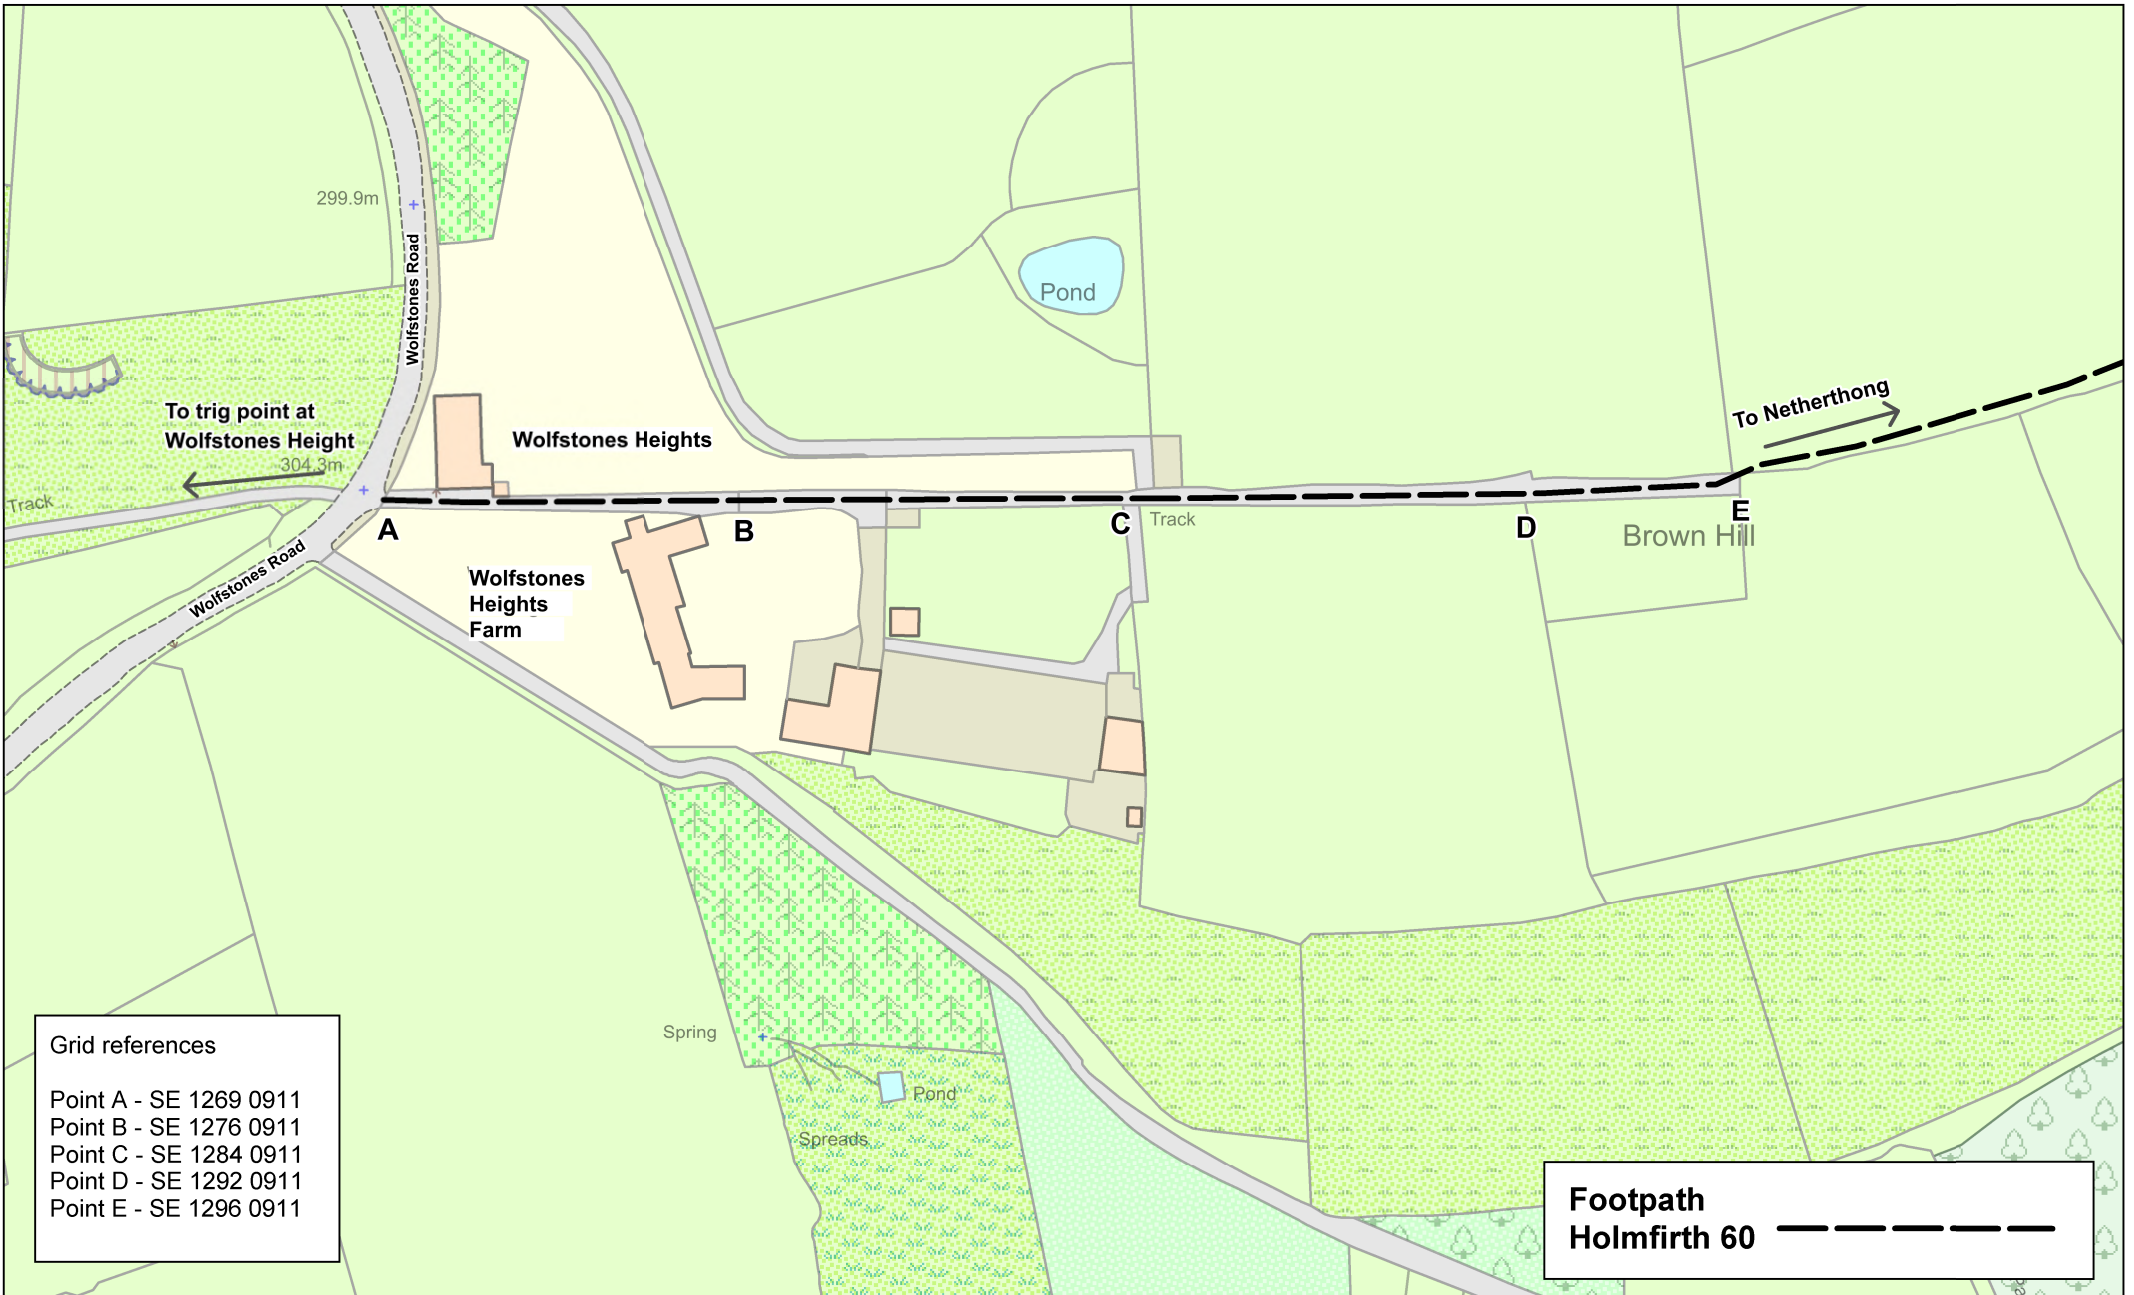 299.9m
Wolfstones Road
Pond
To trig point at
Wolfstones Height
304.3m
Track
Wolfstones Heights
To Netherthong
A
B
C
Track
D
E
Brown Hill
Wolfstones Road
Wolfstones
Heights
Farm
Spring
Pond
Spreads
Grid references
Point A - SE 1269 0911
Point B - SE 1276 0911
Point C - SE 1284 0911
Point D - SE 1292 0911
Point E - SE 1296 0911
Footpath
Holmfirth 60